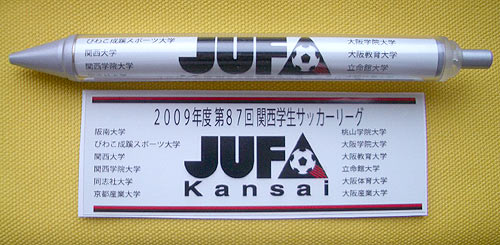 びわこ成蹊スポーツ大学
関西大学
関西学院大学
JUFA
大阪学院大学
大阪教育大学
立命館大学
2009年度 第87回 関西学生サッカーリーグ
阪南大学
びわこ成蹊スポーツ大学
関西大学
関西学院大学
同志社大学
京都産業大学
JUFA
Kansai
桃山学院大学
大阪学院大学
大阪教育大学
立命館大学
大阪体育大学
大阪産業大学